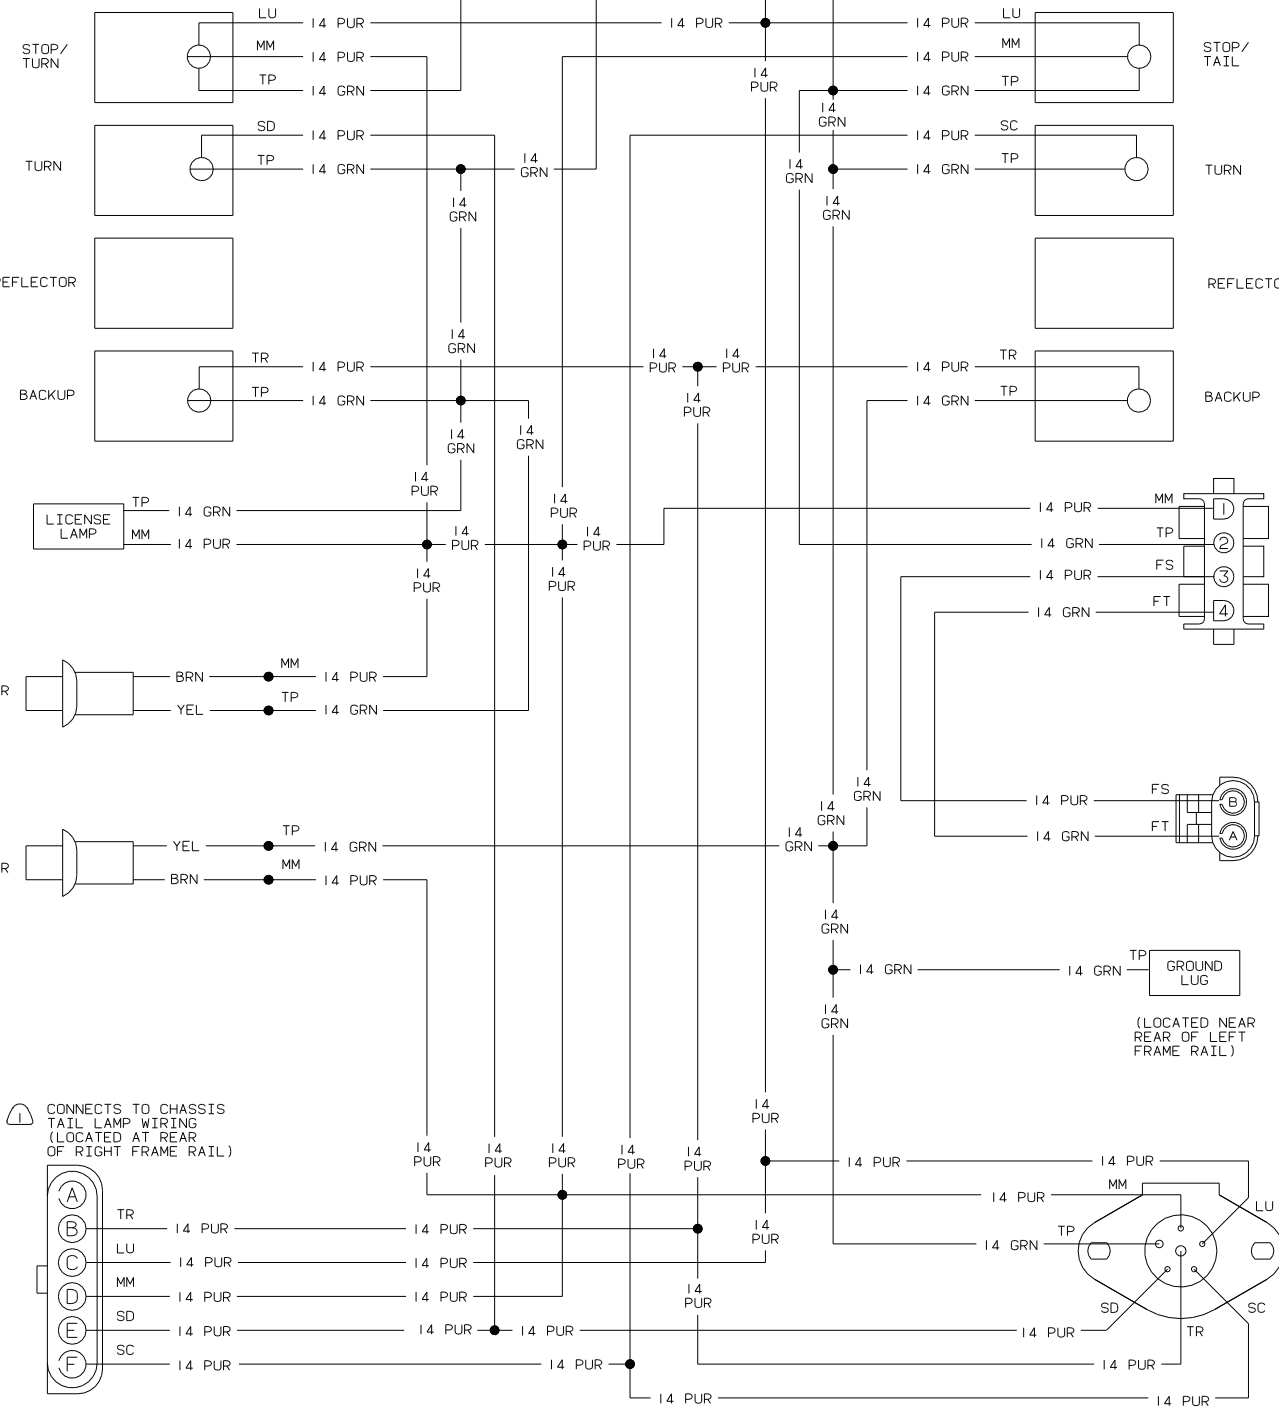 LU 14 PUR 14 PUR 14 PUR LU
STOP/
TURN
MM 14 PUR 14 PUR MM
STOP/
TAIL
14
PUR
TP 14 GRN 14 GRN TP
14
GRN
SD 14 PUR 14 PUR SC
TURN
TP 14 GRN
14
GRN
14
GRN
14 GRN TP
TURN
14
GRN
14
GRN
EFLECTOR
REFLECTO
14
GRN
TR 14 PUR
14
PUR
14
PUR
14 PUR TR
BACKUP
TP 14 GRN 14 GRN TP
BACKUP
14
PUR
14
GRN
14
GRN
14
PUR
14
PUR
TP 14 GRN
LICENSE
LAMP
MM 14 PUR
14
PUR
14
PUR
14 PUR MM 1
14 GRN TP 2
14 PUR FS 3
14 GRN FT 4
14
PUR
14
PUR
R
BRN MM 14 PUR
YEL TP 14 GRN
14
GRN
14
GRN
14 PUR FS B
14 GRN FT A
R
YEL TP 14 GRN
14
GRN
BRN MM 14 PUR
14
GRN
14 GRN 14 GRN TP
GROUND
LUG
14
GRN
(LOCATED NEAR
REAR OF LEFT
FRAME RAIL)
1
CONNECTS TO CHASSIS
TAIL LAMP WIRING
(LOCATED AT REAR
OF RIGHT FRAME RAIL)
14
PUR
14
PUR
14
PUR
14
PUR
14
PUR
14
PUR
14 PUR 14 PUR
A
14 PUR MM
LU
B TR 14 PUR 14 PUR
14
PUR
TP
14 GRN
C LU 14 PUR 14 PUR
D MM 14 PUR 14 PUR
14
PUR
E SD 14 PUR 14 PUR 14 PUR 14 PUR SD
TR
SC
F SC 14 PUR 14 PUR 14 PUR
14 PUR 14 PUR